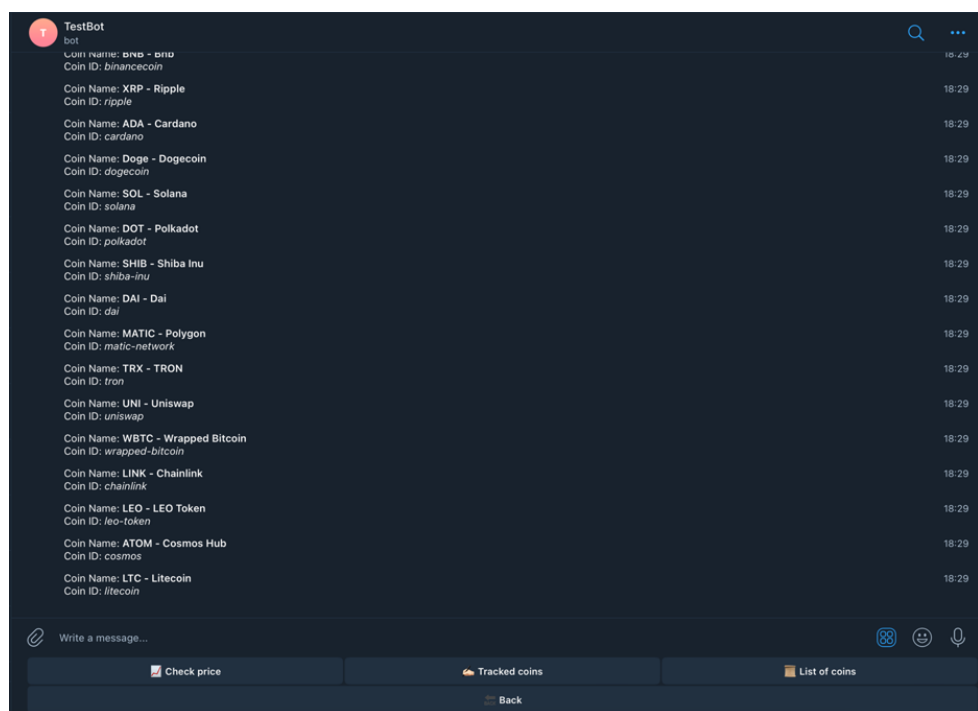 T
TestBot
bot
Coin Name: BNB - Bnb
18:29
Coin ID: binancecoin
Coin Name: XRP - Ripple
18:29
Coin ID: ripple
Coin Name: ADA - Cardano
18:29
Coin ID: cardano
Coin Name: Doge - Dogecoin
18:29
Coin ID: dogecoin
Coin Name: SOL - Solana
18:29
Coin ID: solana
Coin Name: DOT - Polkadot
18:29
Coin ID: polkadot
Coin Name: SHIB - Shiba Inu
18:29
Coin ID: shiba-inu
Coin Name: DAI - Dai
18:29
Coin ID: dai
Coin Name: MATIC - Polygon
18:29
Coin ID: matic-network
Coin Name: TRX - TRON
18:29
Coin ID: tron
Coin Name: UNI - Uniswap
18:29
Coin ID: uniswap
Coin Name: WBTC - Wrapped Bitcoin
18:29
Coin ID: wrapped-bitcoin
Coin Name: LINK - Chainlink
18:29
Coin ID: chainlink
Coin Name: LEO - LEO Token
18:29
Coin ID: leo-token
Coin Name: ATOM - Cosmos Hub
18:29
Coin ID: cosmos
Coin Name: LTC - Litecoin
18:29
Coin ID: litecoin
Write a message...
Check price
Tracked coins
List of coins
Back